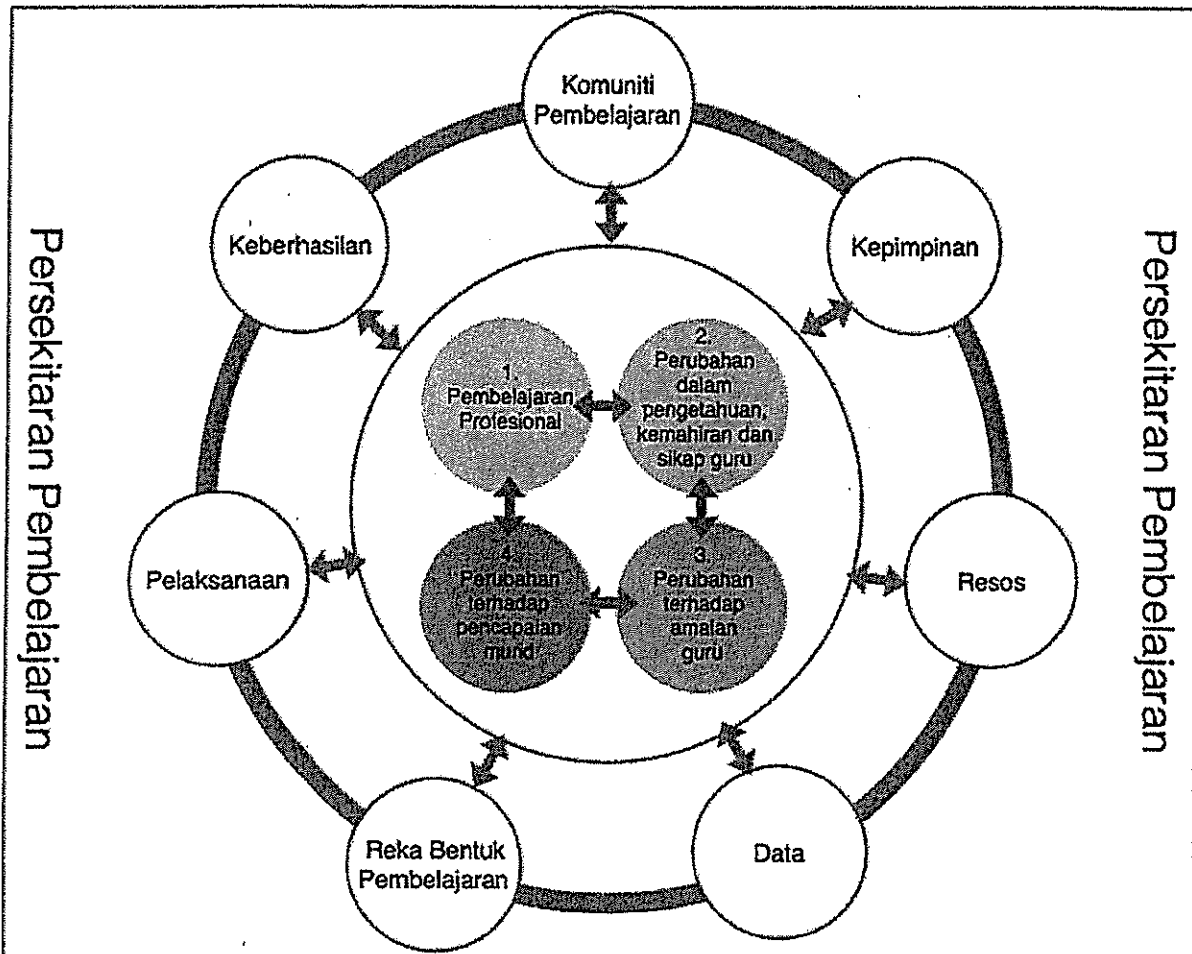 Komuniti
Pembelajaran
Keberhasilan
Kepimpinan
Persekitaran Pembelajaran
Persekitaran Pembelajaran
1.
Pembelajaran
Profesional
2.
Perubahan
dalam
pengetahuan,
kemahiran dan
sikap guru
Pelaksanaan
4.
Perubahan
terhadap
pencapaian
murid
3.
Perubahan
terhadap
amalan
guru
Resos
Reka Bentuk
Pembelajaran
Data